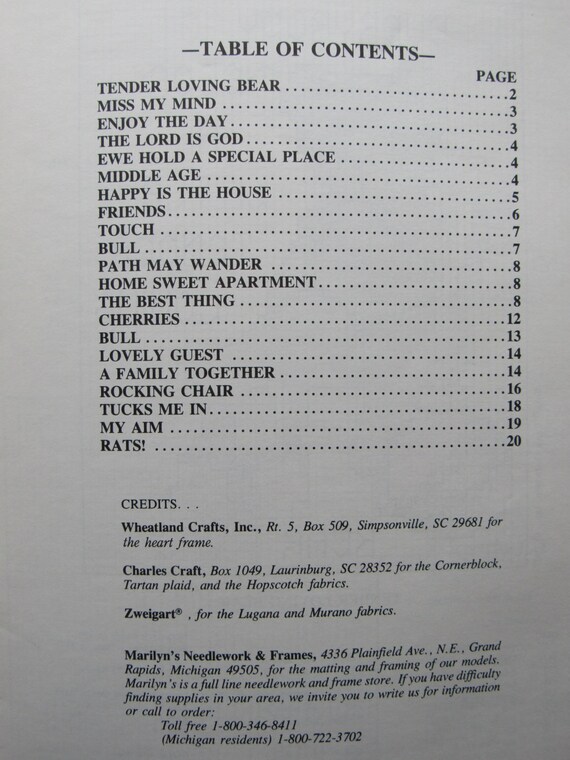 —TABLE OF CONTENTS—
PAGE
TENDER LOVING BEAR . . . . . . . . . . . . . . . . . . . . . . . . . . . . . . . 2
MISS MY MIND . . . . . . . . . . . . . . . . . . . . . . . . . . . . . . . . . . . . . . . 3
ENJOY THE DAY . . . . . . . . . . . . . . . . . . . . . . . . . . . . . . . . . . . . . . 3
THE LORD IS GOD . . . . . . . . . . . . . . . . . . . . . . . . . . . . . . . . . . . . 4
EWE HOLD A SPECIAL PLACE . . . . . . . . . . . . . . . . . . . . . . . 4
MIDDLE AGE . . . . . . . . . . . . . . . . . . . . . . . . . . . . . . . . . . . . . . . . . 4
HAPPY IS THE HOUSE . . . . . . . . . . . . . . . . . . . . . . . . . . . . . . . . 5
FRIENDS . . . . . . . . . . . . . . . . . . . . . . . . . . . . . . . . . . . . . . . . . . . . . . 6
TOUCH . . . . . . . . . . . . . . . . . . . . . . . . . . . . . . . . . . . . . . . . . . . . . . . . 7
BULL . . . . . . . . . . . . . . . . . . . . . . . . . . . . . . . . . . . . . . . . . . . . . . . . . . 7
PATH MAY WANDER . . . . . . . . . . . . . . . . . . . . . . . . . . . . . . . . . 8
HOME SWEET APARTMENT . . . . . . . . . . . . . . . . . . . . . . . . . . 8
THE BEST THING . . . . . . . . . . . . . . . . . . . . . . . . . . . . . . . . . . . . . 8
CHERRIES . . . . . . . . . . . . . . . . . . . . . . . . . . . . . . . . . . . . . . . . . . . . 12
BULL . . . . . . . . . . . . . . . . . . . . . . . . . . . . . . . . . . . . . . . . . . . . . . . . . 13
LOVELY GUEST . . . . . . . . . . . . . . . . . . . . . . . . . . . . . . . . . . . . . . 14
A FAMILY TOGETHER . . . . . . . . . . . . . . . . . . . . . . . . . . . . . . . 14
ROCKING CHAIR . . . . . . . . . . . . . . . . . . . . . . . . . . . . . . . . . . . . . 16
TUCKS ME IN . . . . . . . . . . . . . . . . . . . . . . . . . . . . . . . . . . . . . . . . . 18
MY AIM . . . . . . . . . . . . . . . . . . . . . . . . . . . . . . . . . . . . . . . . . . . . . . . 19
RATS! . . . . . . . . . . . . . . . . . . . . . . . . . . . . . . . . . . . . . . . . . . . . . . . . . 20
CREDITS. . .
Wheatland Crafts, Inc., Rt. 5, Box 509, Simpsonville, SC 29681 for
the heart frame.
Charles Craft, Box 1049, Laurinburg, SC 28352 for the Cornerblock,
Tartan plaid, and the Hopscotch fabrics.
Zweigart® , for the Lugana and Murano fabrics.
Marilyn's Needlework & Frames, 4336 Plainfield Ave., N.E., Grand
Rapids, Michigan 49505, for the matting and framing of our models.
Marilyn's is a full line needlework and frame store. If you have difficulty
finding supplies in your area, we invite you to write us for information
or call to order:
Toll free 1-800-346-8411
(Michigan residents) 1-800-722-3702